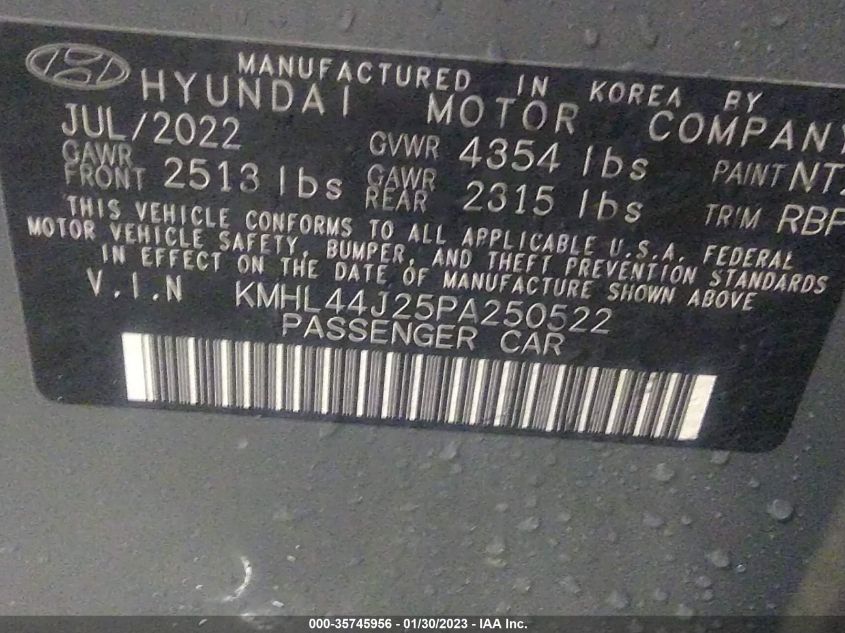 MANUFACTURED IN KOREA BY
HYUNDAI MOTOR COMPANY
JUL/2022 GVWR 4354 lbs PAINT NT
GAWR FRONT 2513 lbs GAWR REAR 2315 lbs TRIM RBP
THIS VEHICLE CONFORMS TO ALL APPLICABLE U.S.A. FEDERAL
MOTOR VEHICLE SAFETY, BUMPER, AND THEFT PREVENTION STANDARDS
IN EFFECT ON THE DATE OF MANUFACTURE SHOWN ABOVE
V.I.N KMHL44J25PA250522
PASSENGER CAR
000-35745956 - 01/30/2023 - IAA Inc.